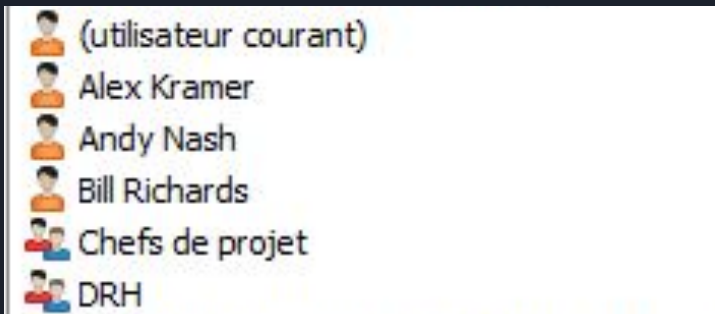 (utilisateur courant)
Alex Kramer
Andy Nash
Bill Richards
Chefs de projet
DRH